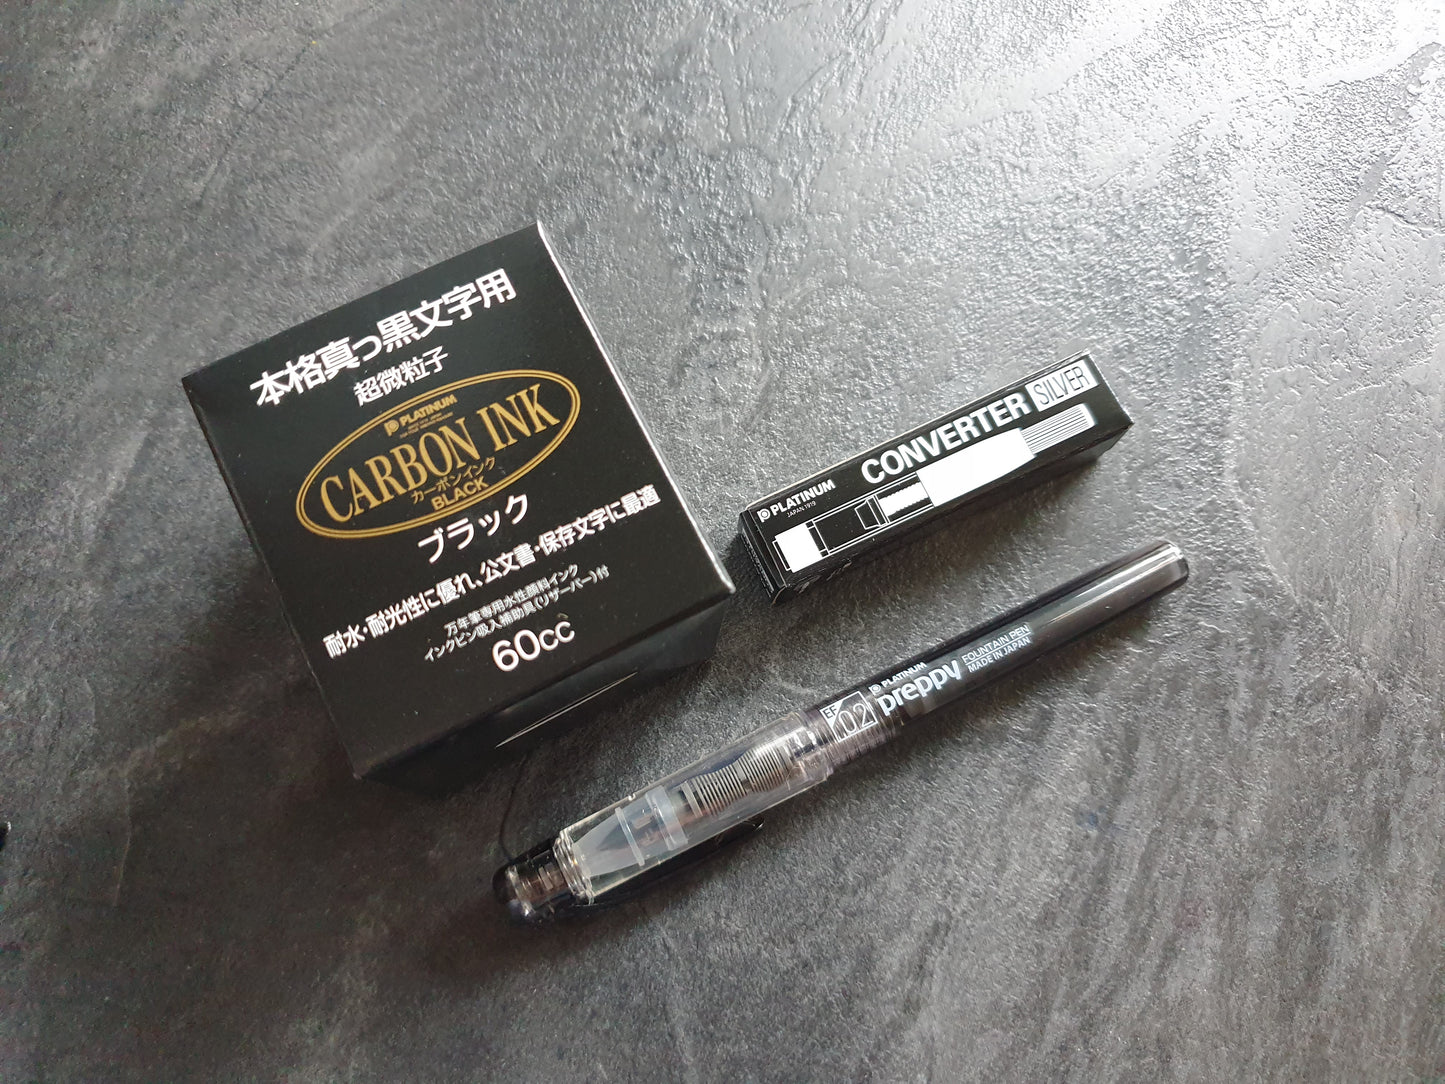 本格真っ黒文字用
超微粒子
PLATINUM
CARBON INK
カーボンインク
BLACK
ブラック
耐水・耐光性に優れ、公文書・保存文字に最適
万年筆専用水性顔料インク
インクビン吸入補助具(リザーバー)付
60cc
CONVERTER SILVER
PLATINUM
JAPAN 1919
EF 02
PLATINUM
preppy
FOUNTAIN PEN
MADE IN JAPAN